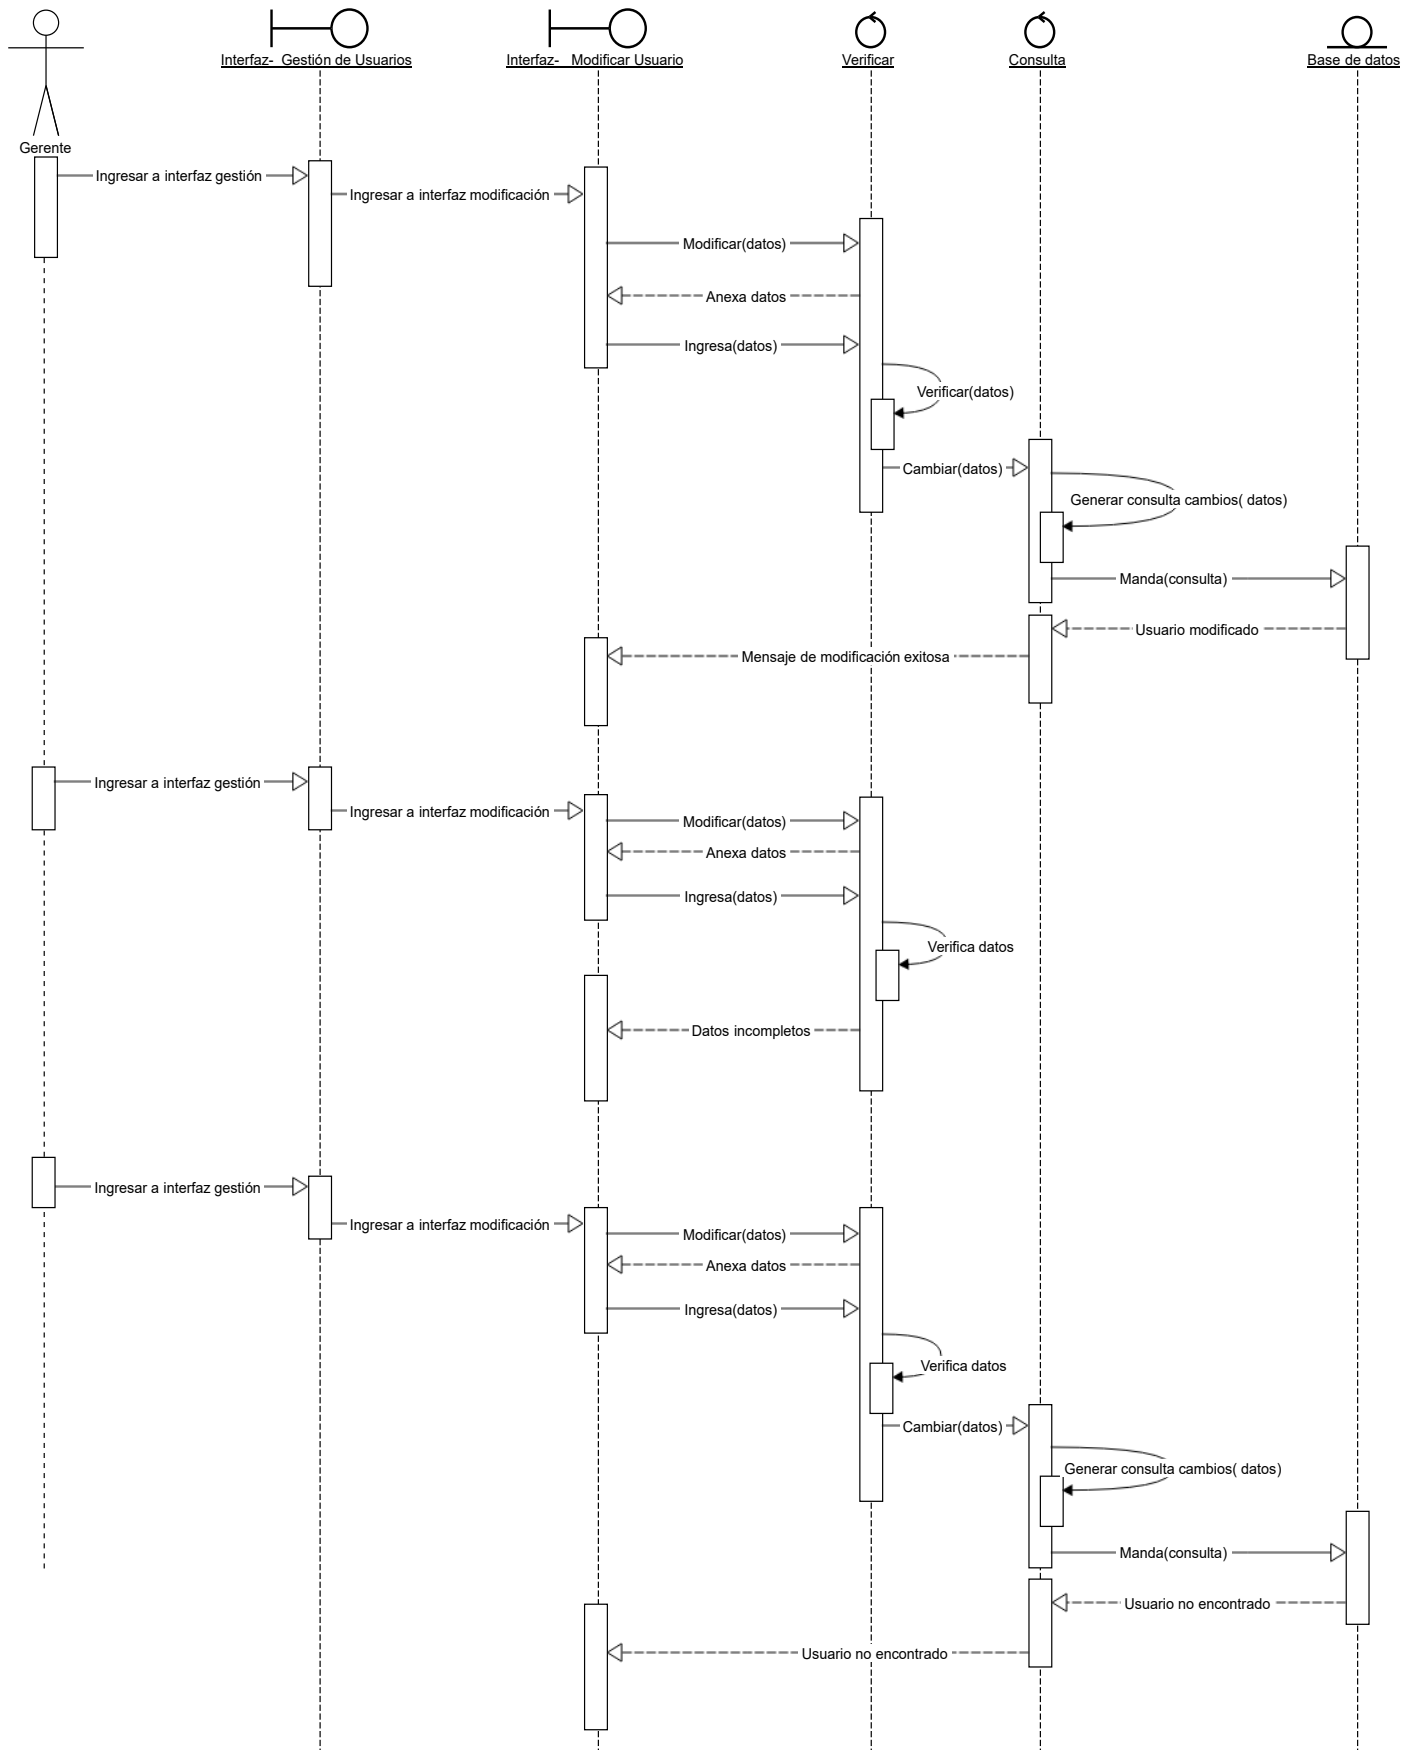 Interfaz-  Gestión de Usuarios
Interfaz-   Modificar Usuario
Verificar
Consulta
Base de datos
Gerente
Ingresar a interfaz gestión
Ingresar a interfaz modificación
Modificar(datos)
Anexa datos
Ingresa(datos)
Verificar(datos)
Cambiar(datos)
Generar consulta cambios( datos)
Manda(consulta)
Usuario modificado
Mensaje de modificación exitosa
Ingresar a interfaz gestión
Ingresar a interfaz modificación
Modificar(datos)
Anexa datos
Ingresa(datos)
Verifica datos
Datos incompletos
Ingresar a interfaz gestión
Ingresar a interfaz modificación
Modificar(datos)
Anexa datos
Ingresa(datos)
Verifica datos
Cambiar(datos)
Generar consulta cambios( datos)
Manda(consulta)
Usuario no encontrado
Usuario no encontrado